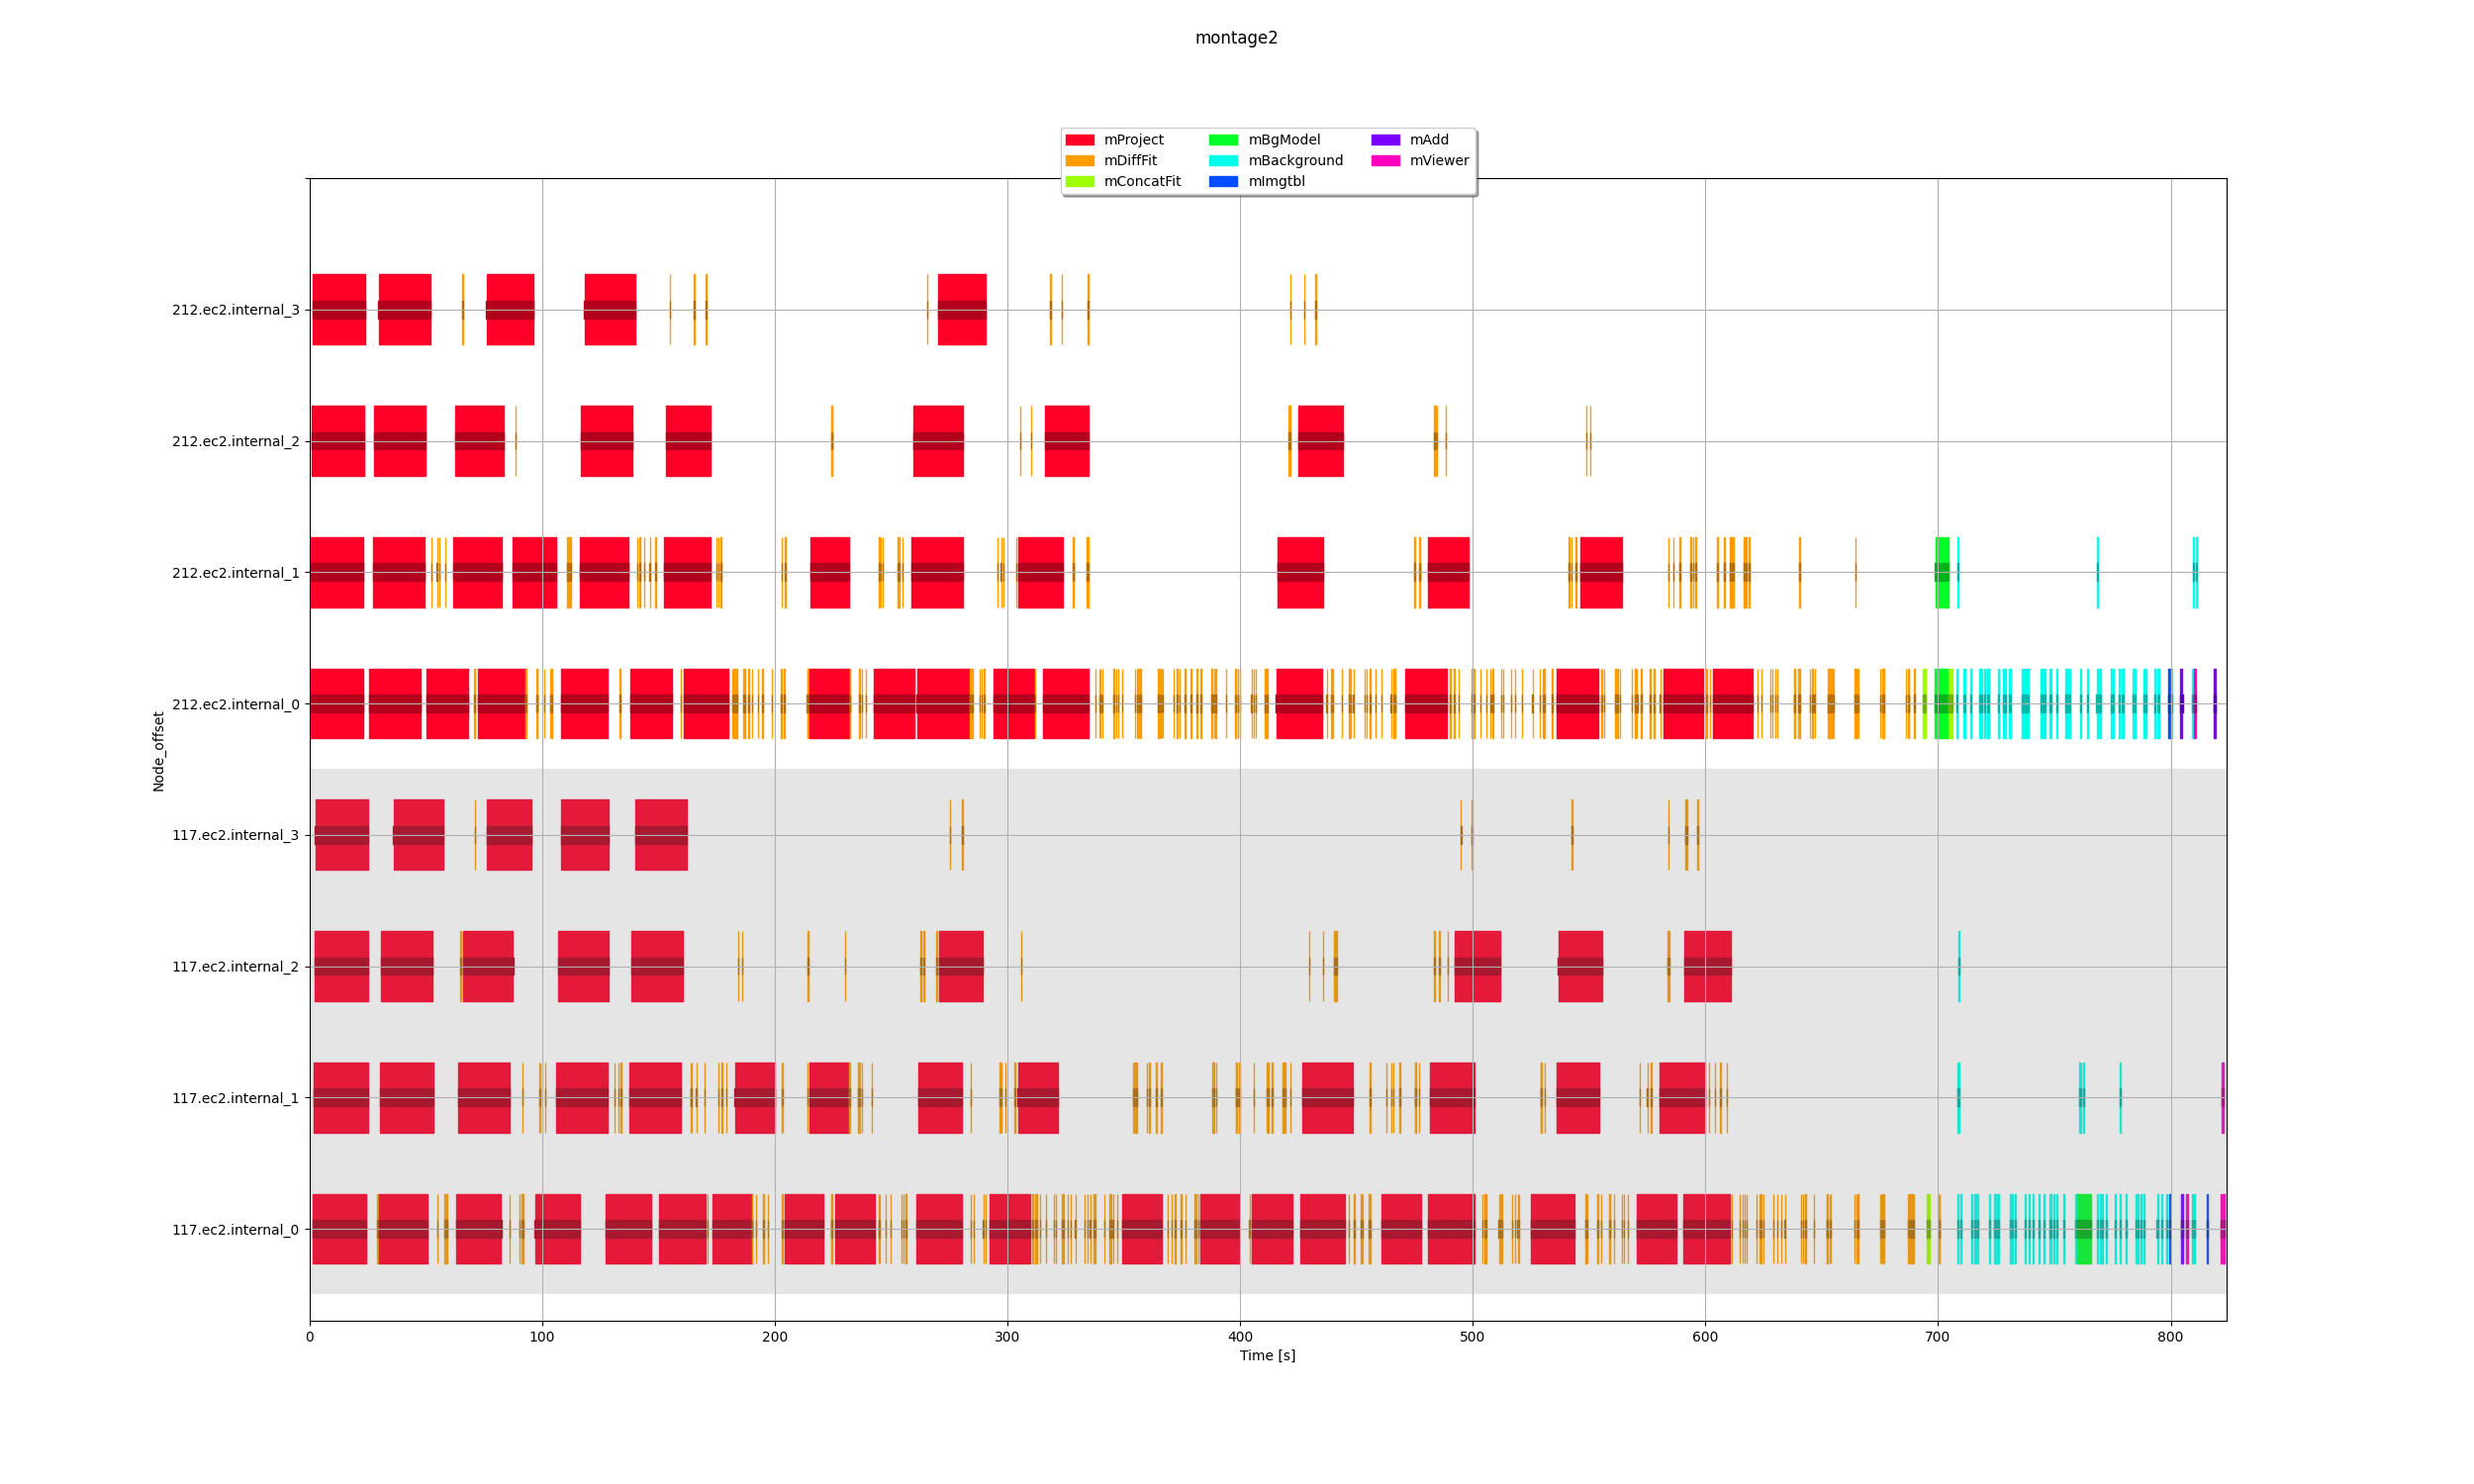 montage2
mProject mBgModel mAdd
mDiffFit mBackground mViewer
mConcatFit mImgtbl
212.ec2.internal_3
212.ec2.internal_2
212.ec2.internal_1
212.ec2.internal_0
117.ec2.internal_3
117.ec2.internal_2
117.ec2.internal_1
117.ec2.internal_0
Node_offset
0 100 200 300 400 500 600 700 800
Time [s]